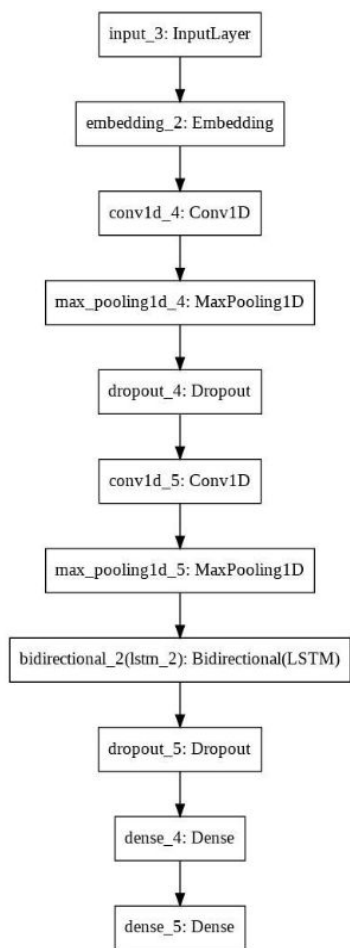 input_3: InputLayer
embedding_2: Embedding
conv1d_4: Conv1D
max_pooling1d_4: MaxPooling1D
dropout_4: Dropout
conv1d_5: Conv1D
max_pooling1d_5: MaxPooling1D
bidirectional_2(lstm_2): Bidirectional(LSTM)
dropout_5: Dropout
dense_4: Dense
dense_5: Dense